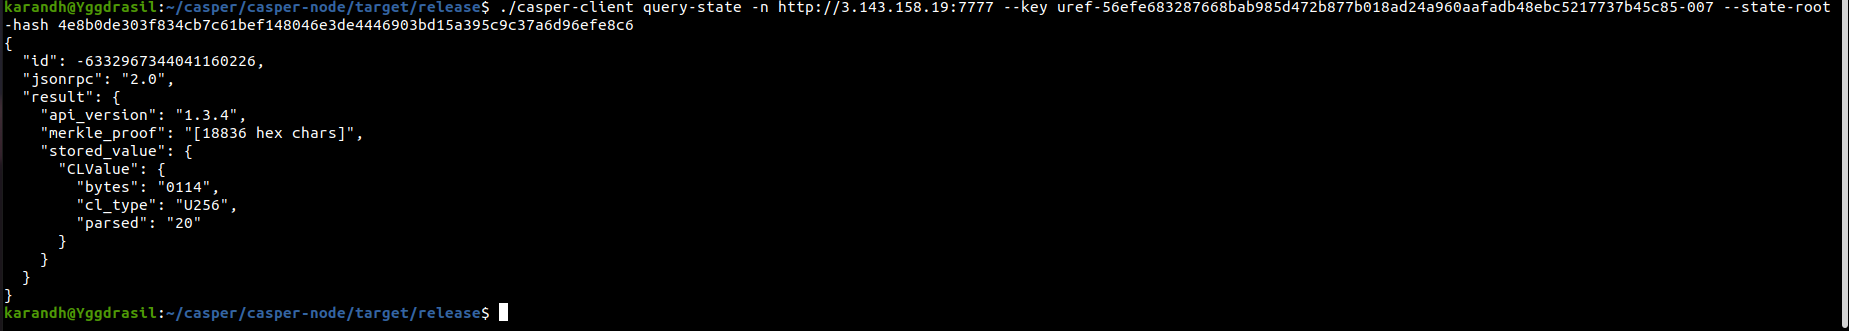 karandh@Yggdrasil:~/casper/casper-node/target/release$ ./casper-client query-state -n http://3.143.158.19:7777 --key uref-56efe683287668bab985d472b877b018ad24a960aafadb48ebc5217737b45c85-007 --state-root
-hash 4e8b0de303f834cb7c61bef148046e3de4446903bd15a395c9c37a6d96efe8c6
{
  "id": -6332967344041160226,
  "jsonrpc": "2.0",
  "result": {
    "api_version": "1.3.4",
    "merkle_proof": "[18836 hex chars]",
    "stored_value": {
      "CLValue": {
        "bytes": "0114",
        "cl_type": "U256",
        "parsed": "20"
      }
    }
  }
}
karandh@Yggdrasil:~/casper/casper-node/target/release$